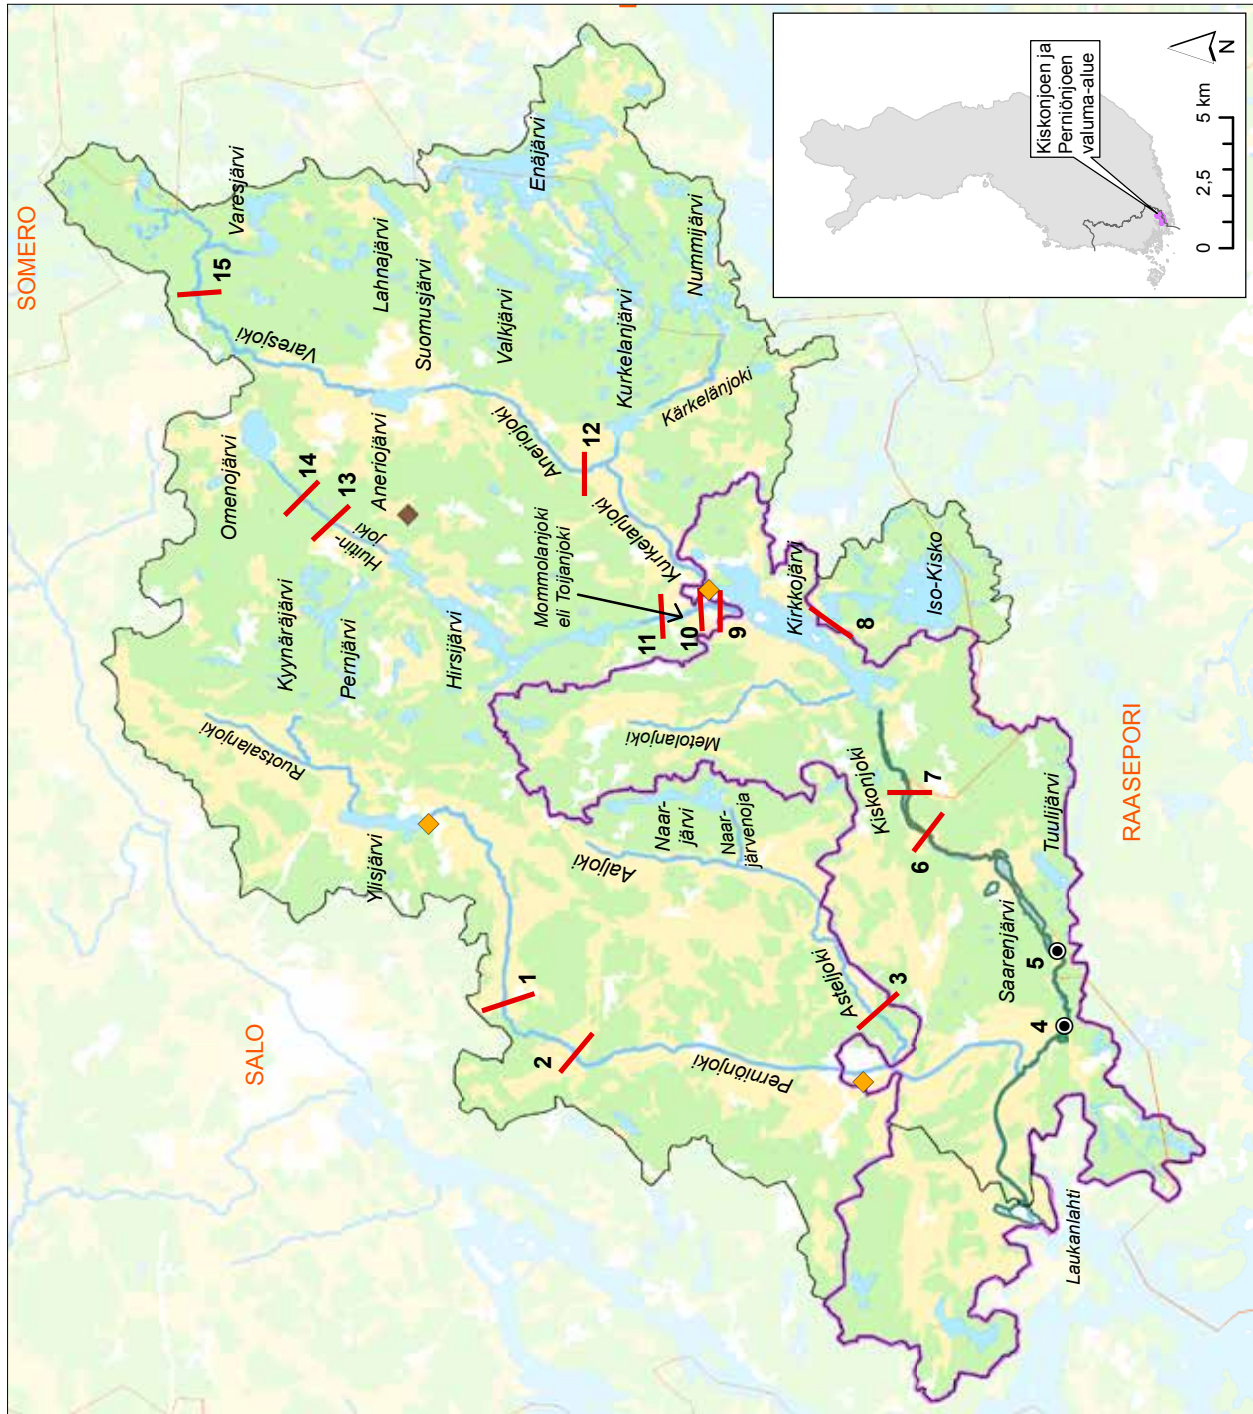 SOMERO
SALO
RAASEPORI
Varesjärvi
15
Varesjoki
Lahnajärvi
Suomusjärvi
Valkjärvi
Enäjärvi
Nummijärvi
Kurkelanjärvi
Kärkelänjoki
Aneriojoki
12
Kurkelanjoki
Omenojärvi
14
13
Huitin-
joki
Aneriojärvi
Kyynäräjärvi
Pernjärvi
Hirsijärvi
Mommolanjoki
eli Toijanjoki
11
10
9
Kirkkojärvi
8
Iso-Kisko
Ruotsalanjoki
Ylisjärvi
Metolanjoki
Naar-
järvi
Naar-
järvenoja
Aaljoki
Kiskonjoki
7
6
Tuulijärvi
Saarenjärvi
5
4
1
2
Perniönjoki
Asteljoki
3
Laukanlahti
Kiskonjoen ja
Perniönjoen
valuma-alue
N
0 2,5 5 km